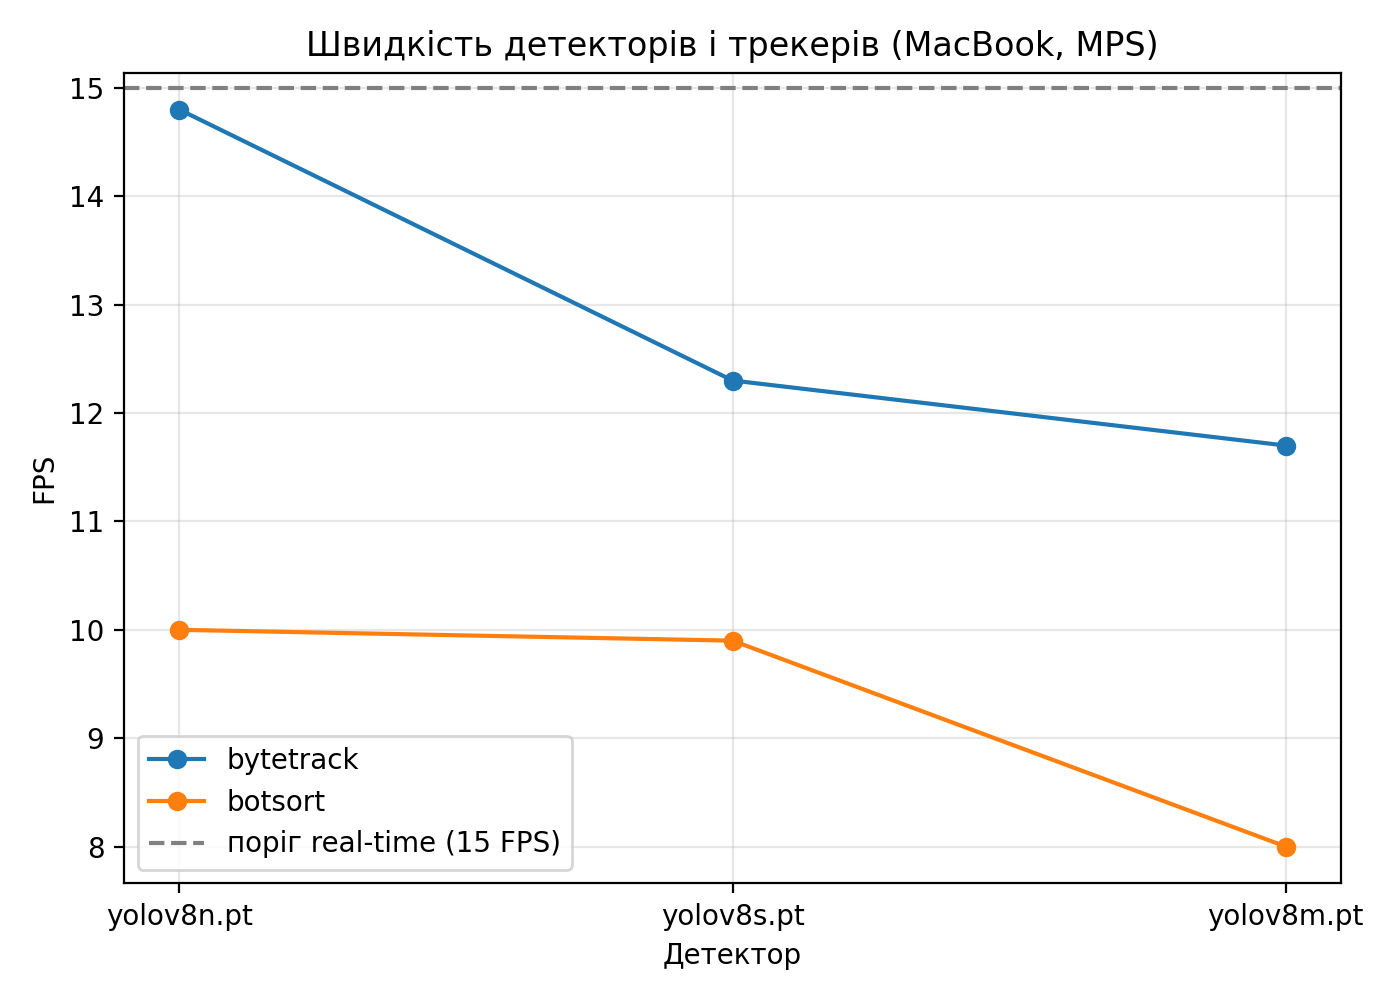 Швидкість детекторів і трекерів (MacBook, MPS)
15
14
13
12
11
10
9
8
FPS
bytetrack
botsort
поріг real-time (15 FPS)
yolov8n.pt
yolov8s.pt
yolov8m.pt
Детектор